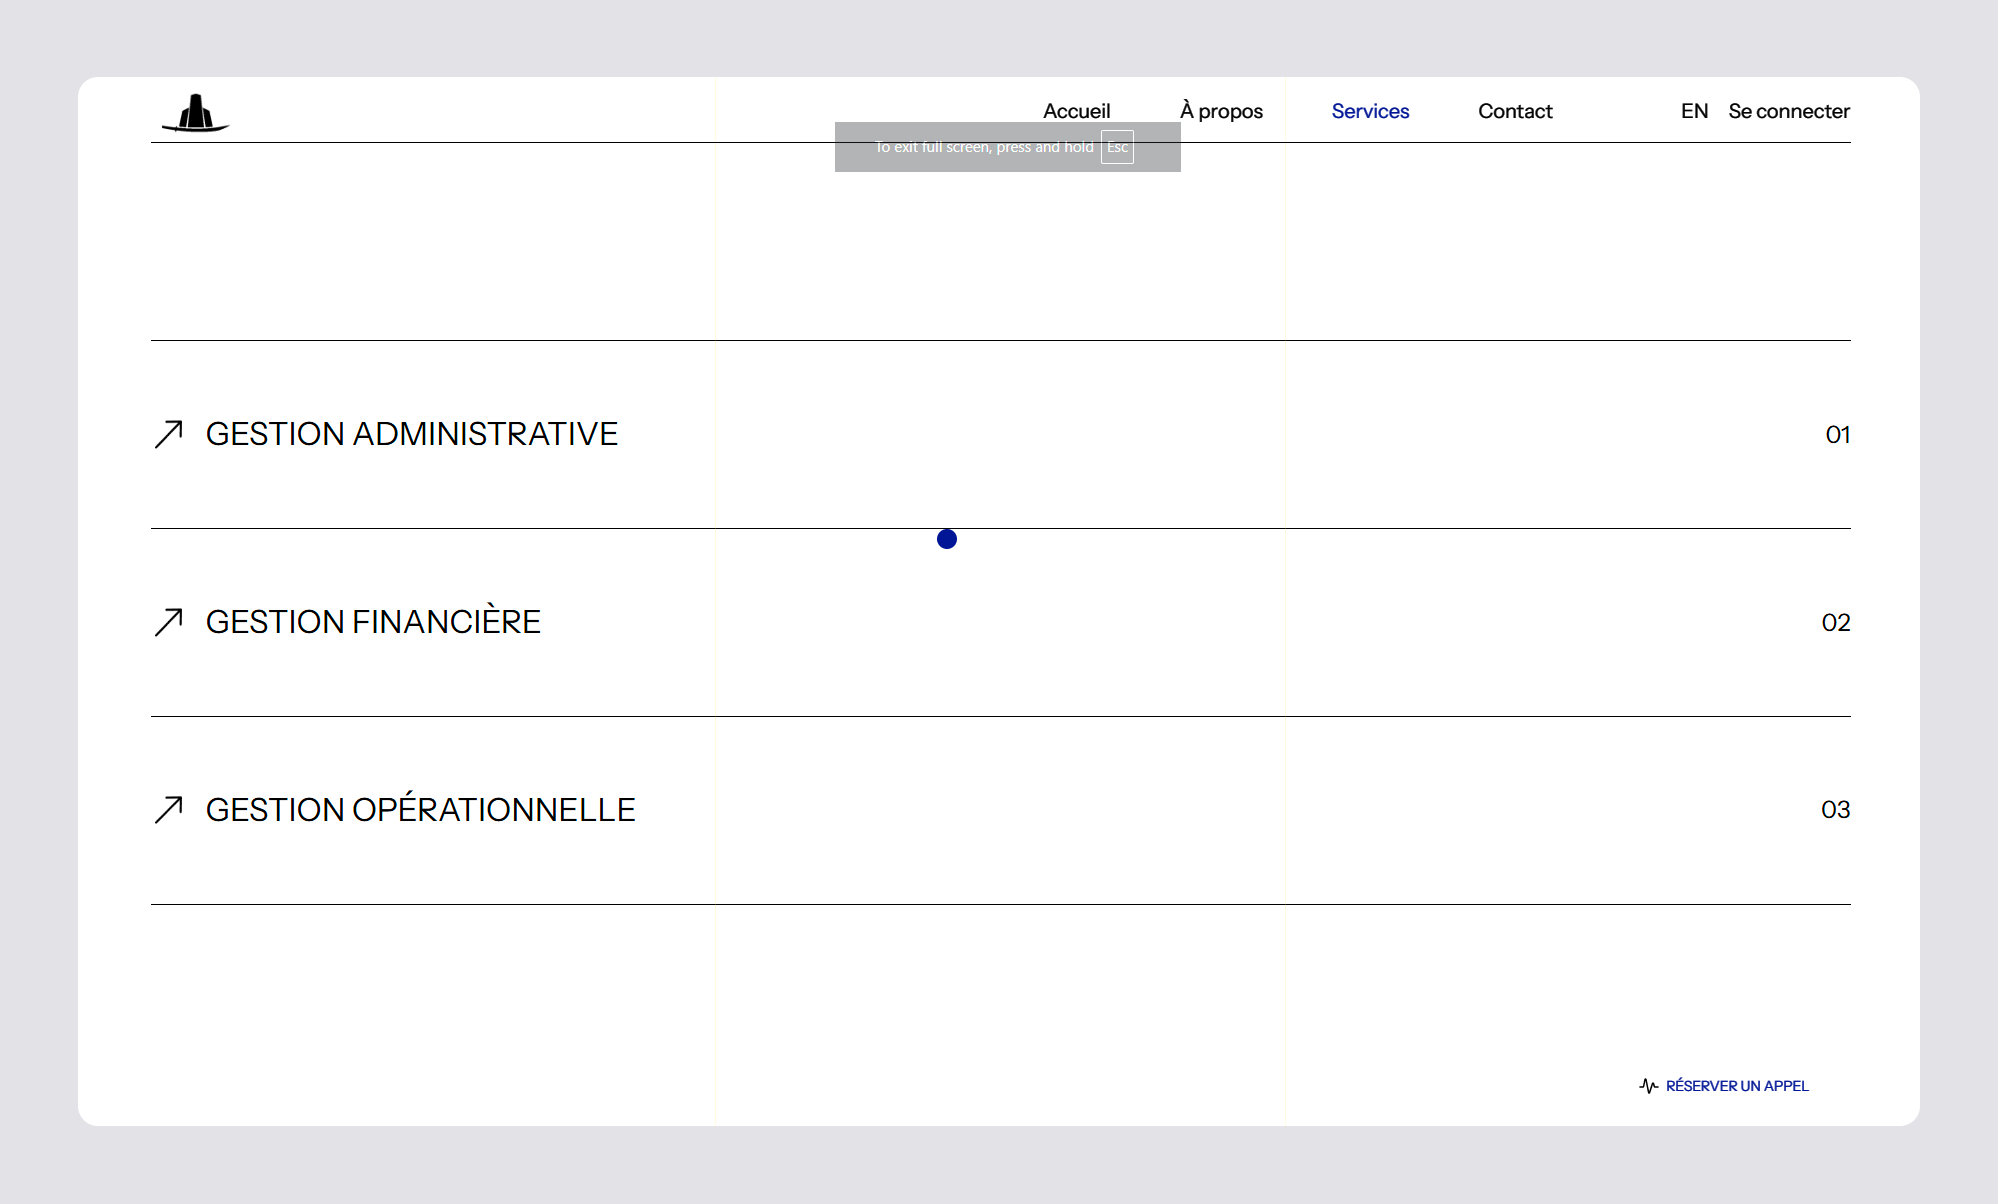 Accueil À propos Services Contact EN Se connecter
To exit full screen, press and hold Esc
GESTION ADMINISTRATIVE 01
GESTION FINANCIÈRE 02
GESTION OPÉRATIONNELLE 03
RÉSERVER UN APPEL